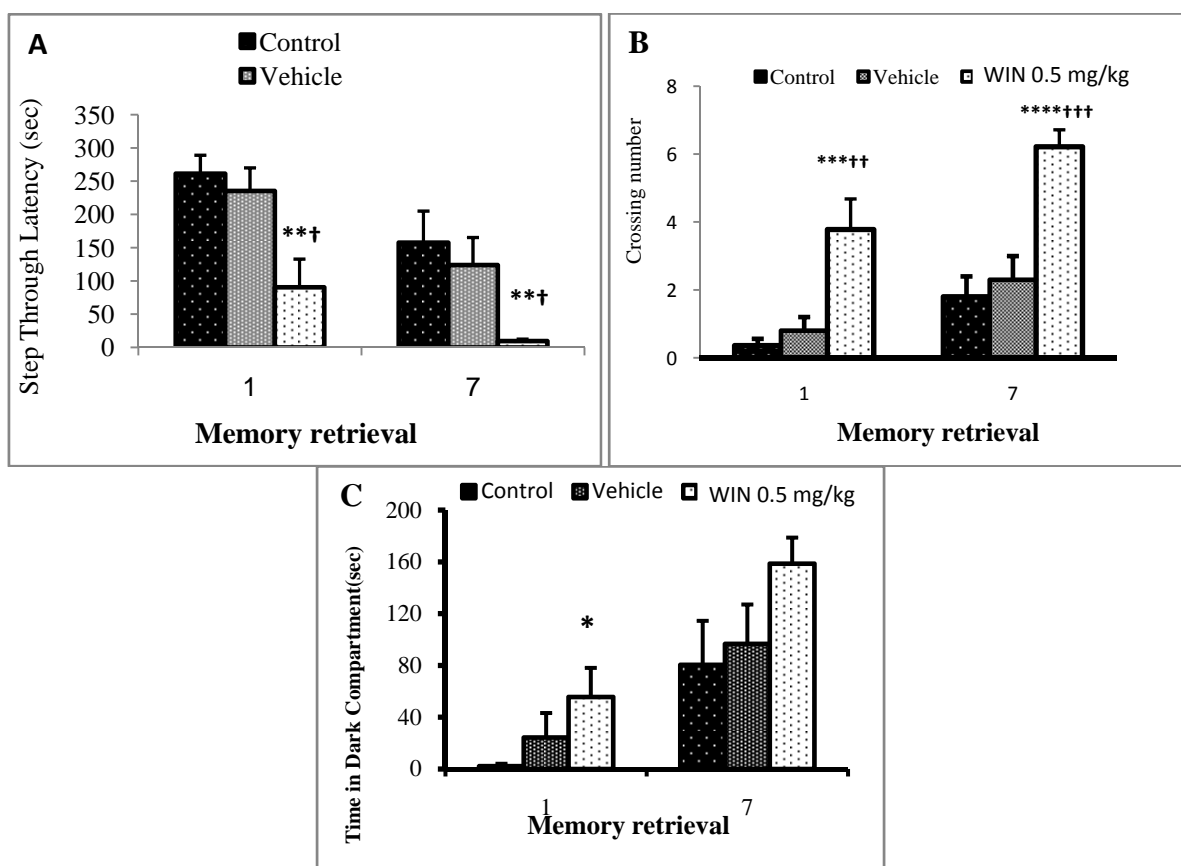 A
Control
Vehicle
Step Through Latency (sec)
350
300
250
200
150
100
50
0
**†
**†
1
7
Memory retrieval
B
Control
Vehicle
WIN 0.5 mg/kg
Crossing number
8
6
4
2
0
***††
****†††
1
7
Memory retrieval
C
Control
Vehicle
WIN 0.5 mg/kg
Time in Dark Compartment(sec)
200
160
120
80
40
0
*
1
7
Memory retrieval